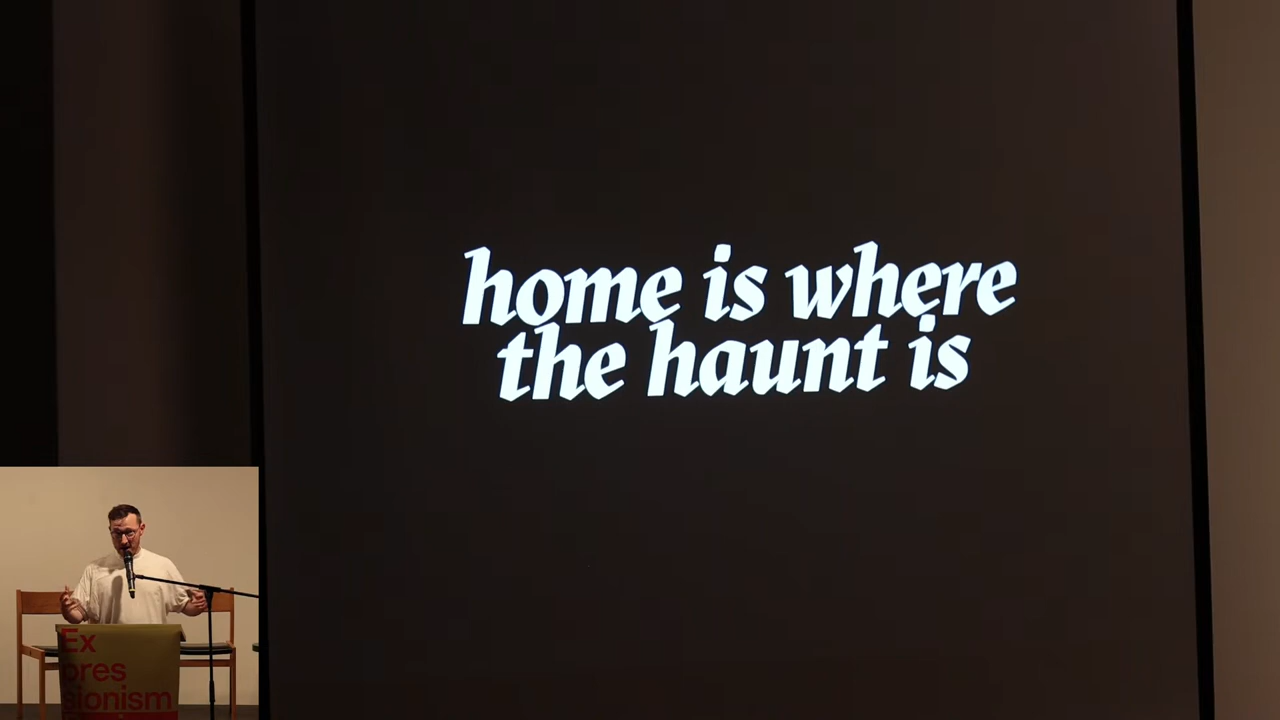 home is where
the haunt is
Ex
pres
sionism